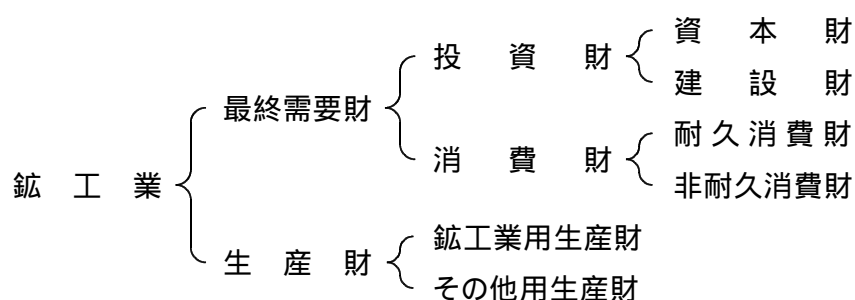 資本財
投資財
建設財
最終需要財
耐久消費財
消費財
鉱工業
非耐久消費財
鉱工業用生産財
生産財
その他用生産財